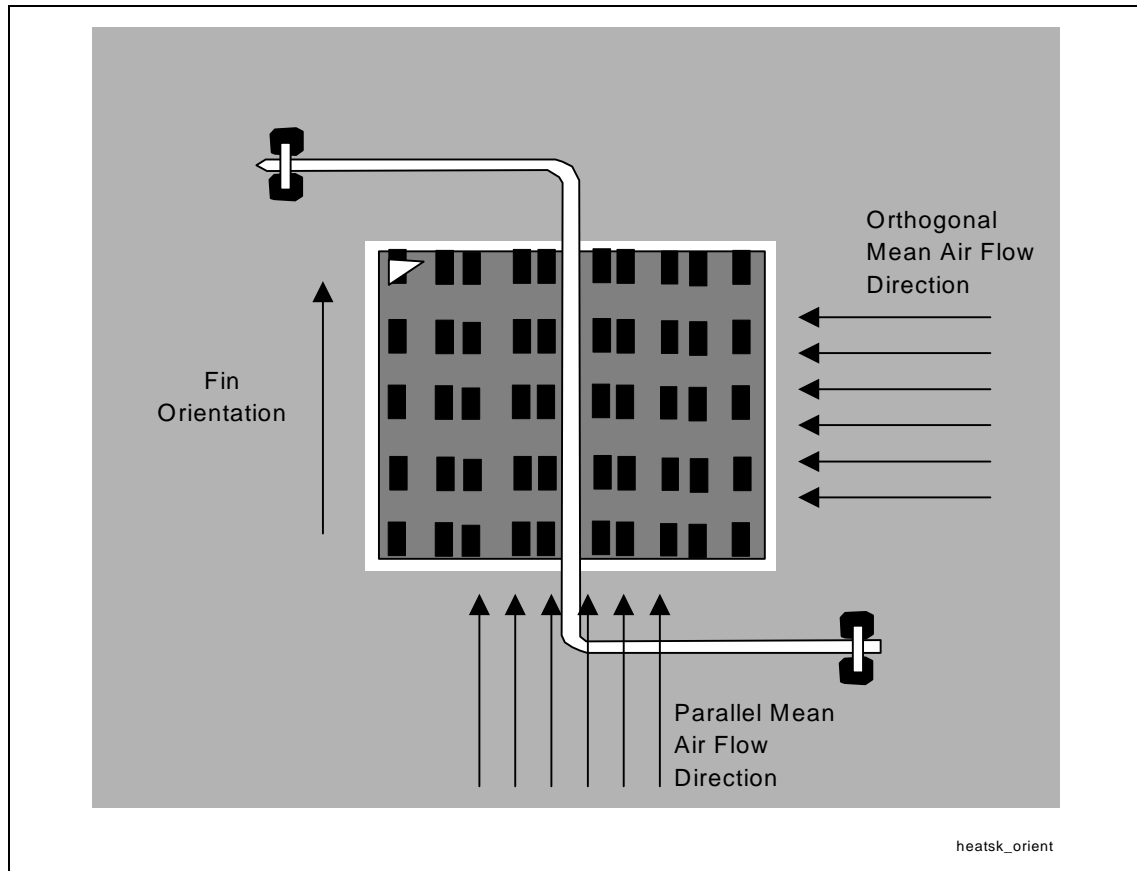 Orthogonal
Mean Air Flow
Direction
Fin
Orientation
Parallel Mean
Air Flow
Direction
heatsk_orient